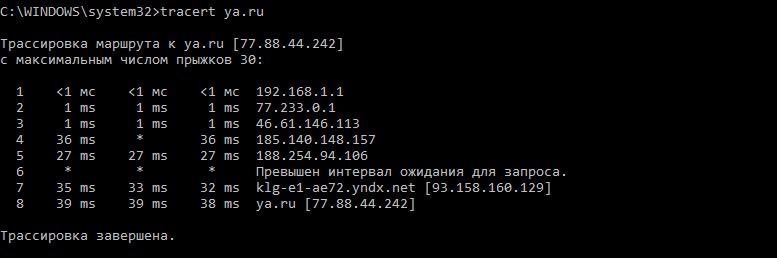 C:\WINDOWS\system32>tracert ya.ru
Трассировка маршрута к ya.ru [77.88.44.242]
с максимальным числом прыжков 30:
1 <1 мс <1 мс <1 мс 192.168.1.1
2 1 ms 1 ms 1 ms 77.233.0.1
3 1 ms 1 ms 1 ms 46.61.146.113
4 36 ms * 36 ms 185.140.148.157
5 27 ms 27 ms 27 ms 188.254.94.106
6 * * * Превышен интервал ожидания для запроса.
7 35 ms 33 ms 32 ms klg-e1-ae72.yndx.net [93.158.160.129]
8 39 ms 39 ms 38 ms ya.ru [77.88.44.242]
Трассировка завершена.